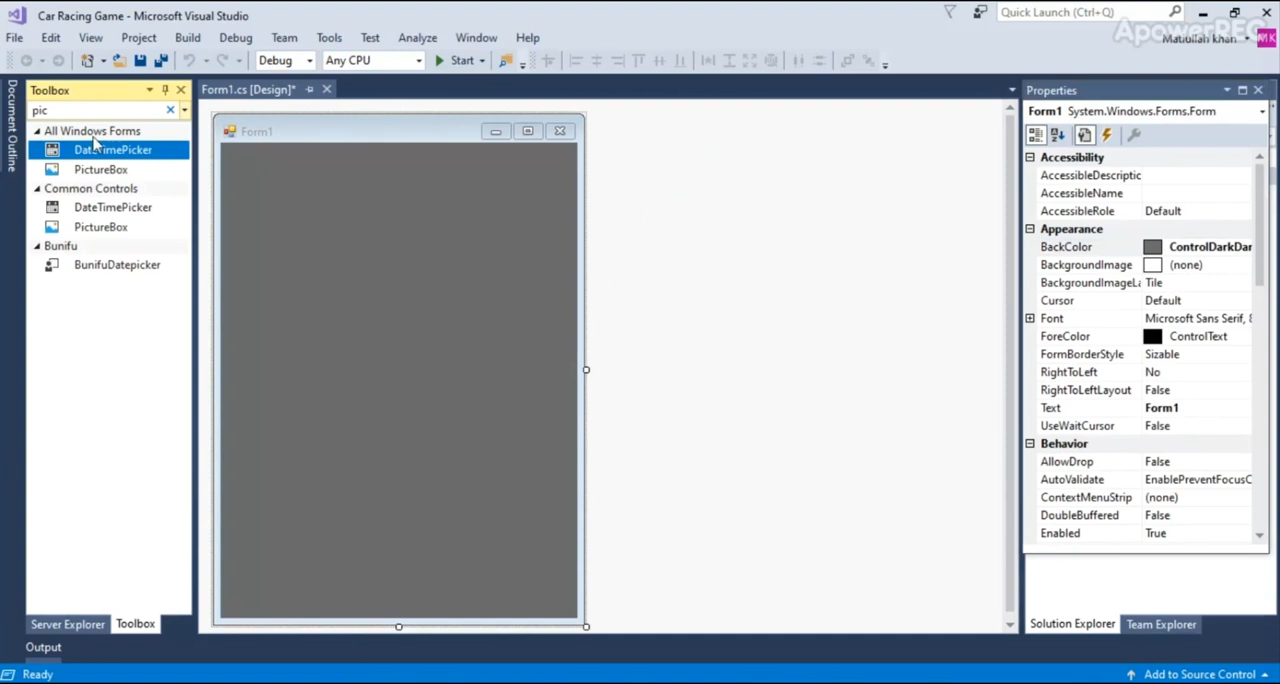 Car Racing Game - Microsoft Visual Studio
Quick Launch (Ctrl+Q)
File Edit View Project Build Debug Team Tools Test Analyze Window Help
ApowerREC
Matiullah khan MK
Debug Any CPU Start
Document Outline
Toolbox
pic
All Windows Forms
DateTimePicker
PictureBox
Common Controls
DateTimePicker
PictureBox
Bunifu
BunifuDatepicker
Server Explorer Toolbox
Form1.cs [Design]*
Form1
Properties
Form1 System.Windows.Forms.Form
Accessibility
AccessibleDescriptic
AccessibleName
AccessibleRole Default
Appearance
BackColor ControlDarkDar
BackgroundImage (none)
BackgroundImageLa Tile
Cursor Default
Font Microsoft Sans Serif, 8
ForeColor ControlText
FormBorderStyle Sizable
RightToLeft No
RightToLeftLayout False
Text Form1
UseWaitCursor False
Behavior
AllowDrop False
AutoValidate EnablePreventFocusC
ContextMenuStrip (none)
DoubleBuffered False
Enabled True
Solution Explorer Team Explorer
Output
Ready
Add to Source Control